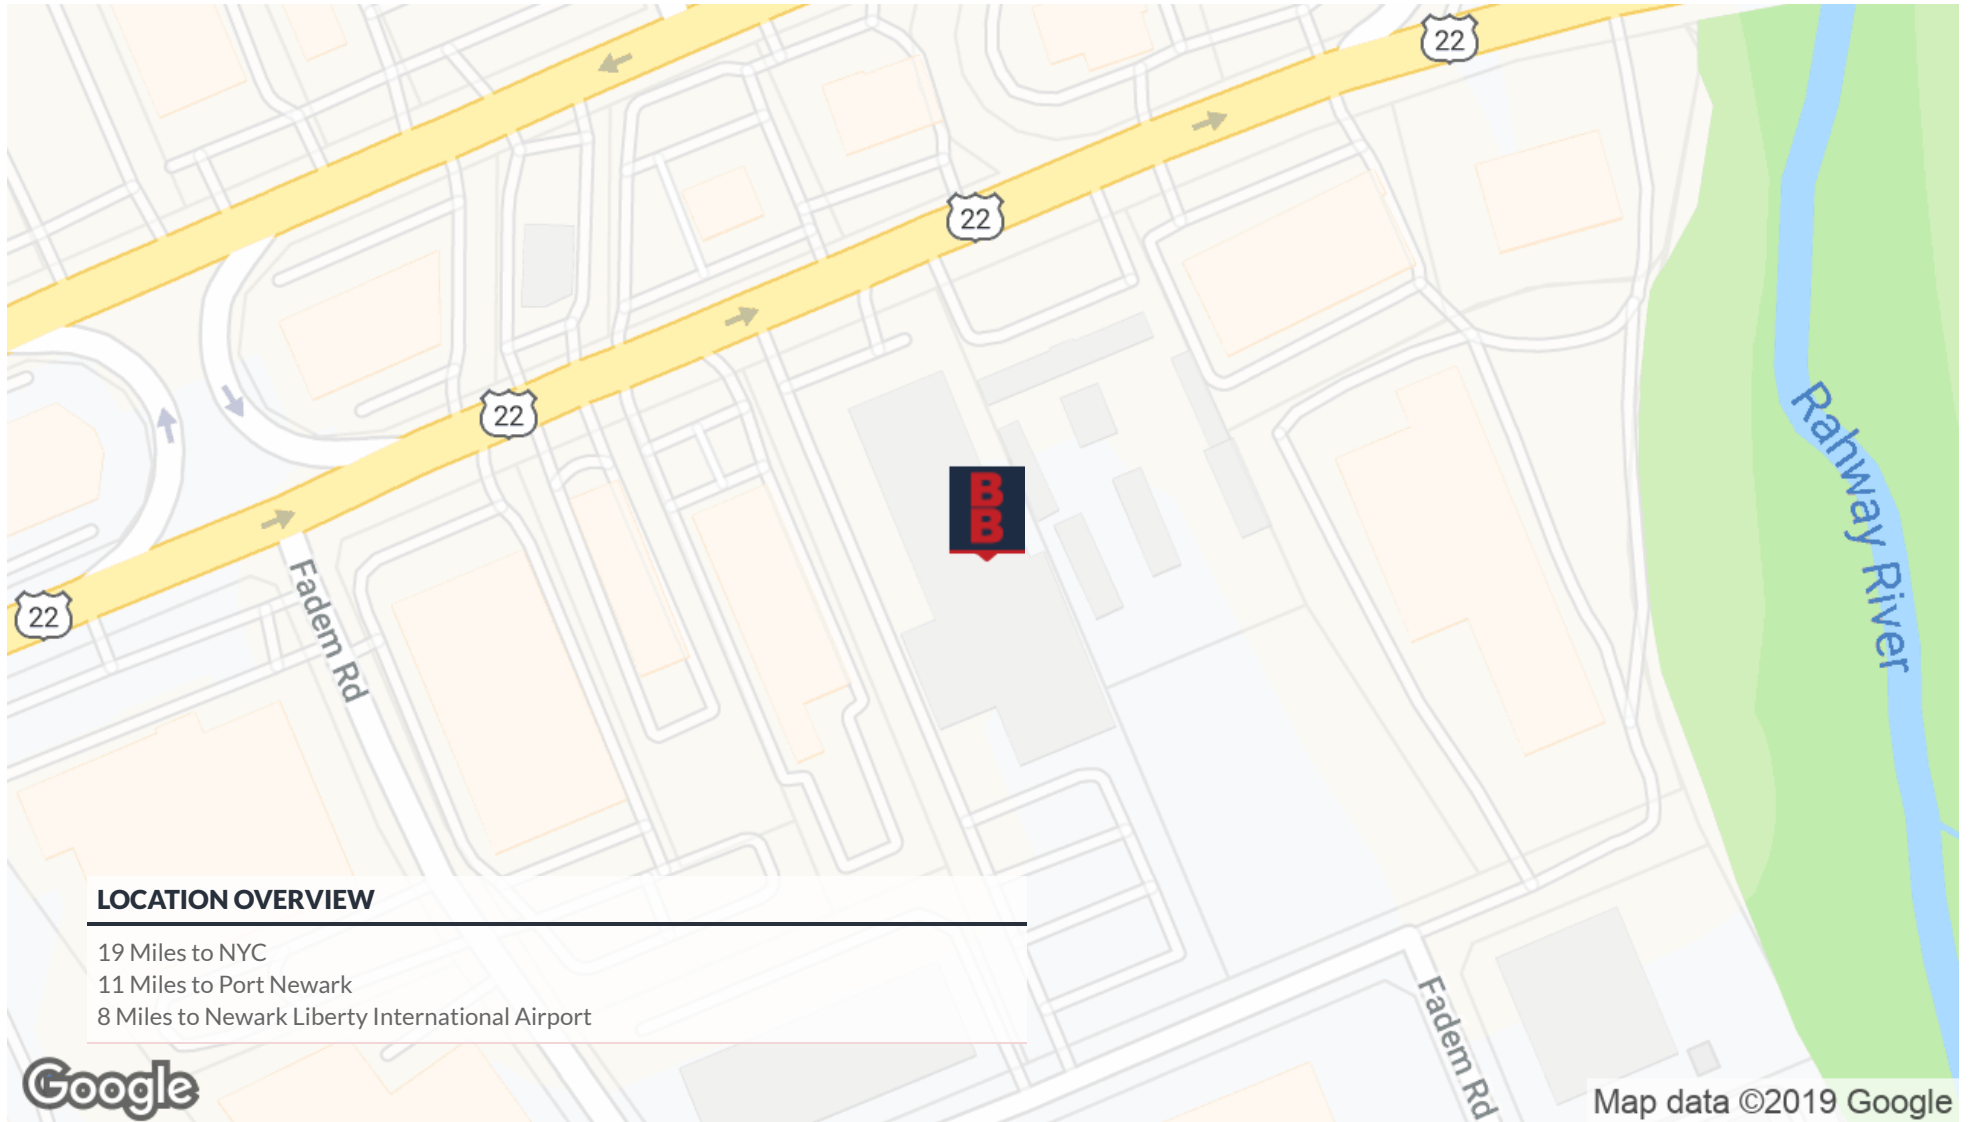 22
22
22
22
Fadem Rd
B
B
Rahway River
LOCATION OVERVIEW
19 Miles to NYC
11 Miles to Port Newark
8 Miles to Newark Liberty International Airport
Fadem Rd
Google
Map data ©2019 Google